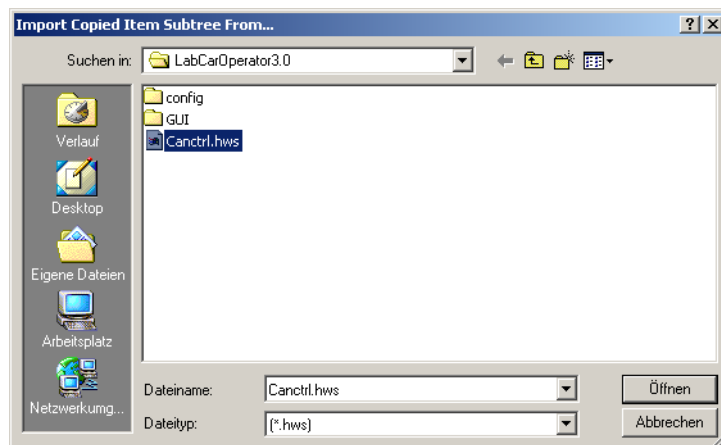 Import Copied Item Subtree From...
Suchen in: LabCarOperator3.0
config
GUI
Canctrl.hws
Verlauf
Desktop
Eigene Dateien
Arbeitsplatz
Netzwerkumg...
Dateiname: Canctrl.hws Öffnen
Dateityp: (*.hws) Abbrechen